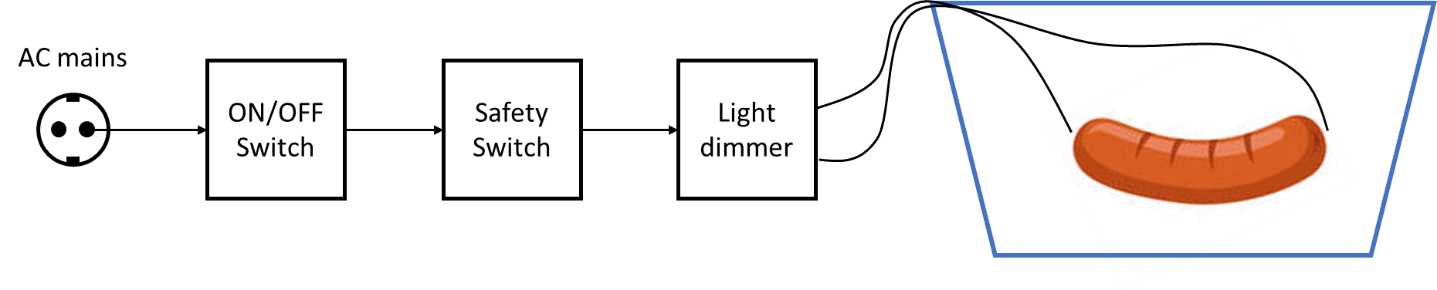 AC mains
ON/OFF
Switch
Safety
Switch
Light
dimmer